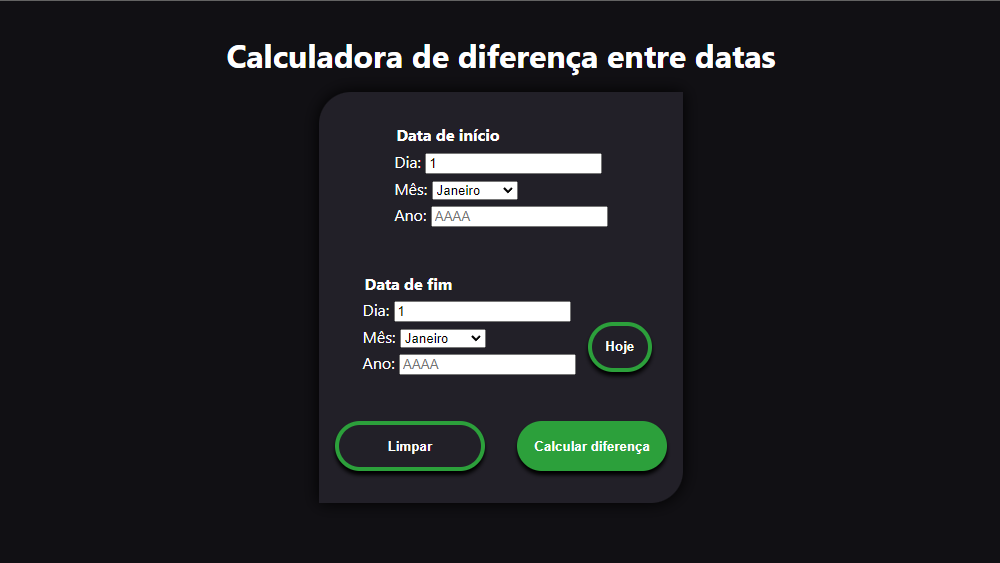 Calculadora de diferença entre datas
Data de início
Dia: 1
Mês: Janeiro
Ano: AAAA
Data de fim
Dia: 1
Mês: Janeiro
Ano: AAAA
Hoje
Limpar
Calcular diferença